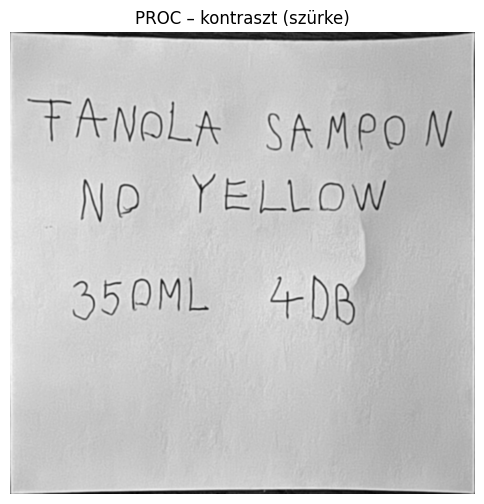 PROC – kontraszt (szürke)
FANOLA SAMPON
NO YELLOW
350ML 4DB